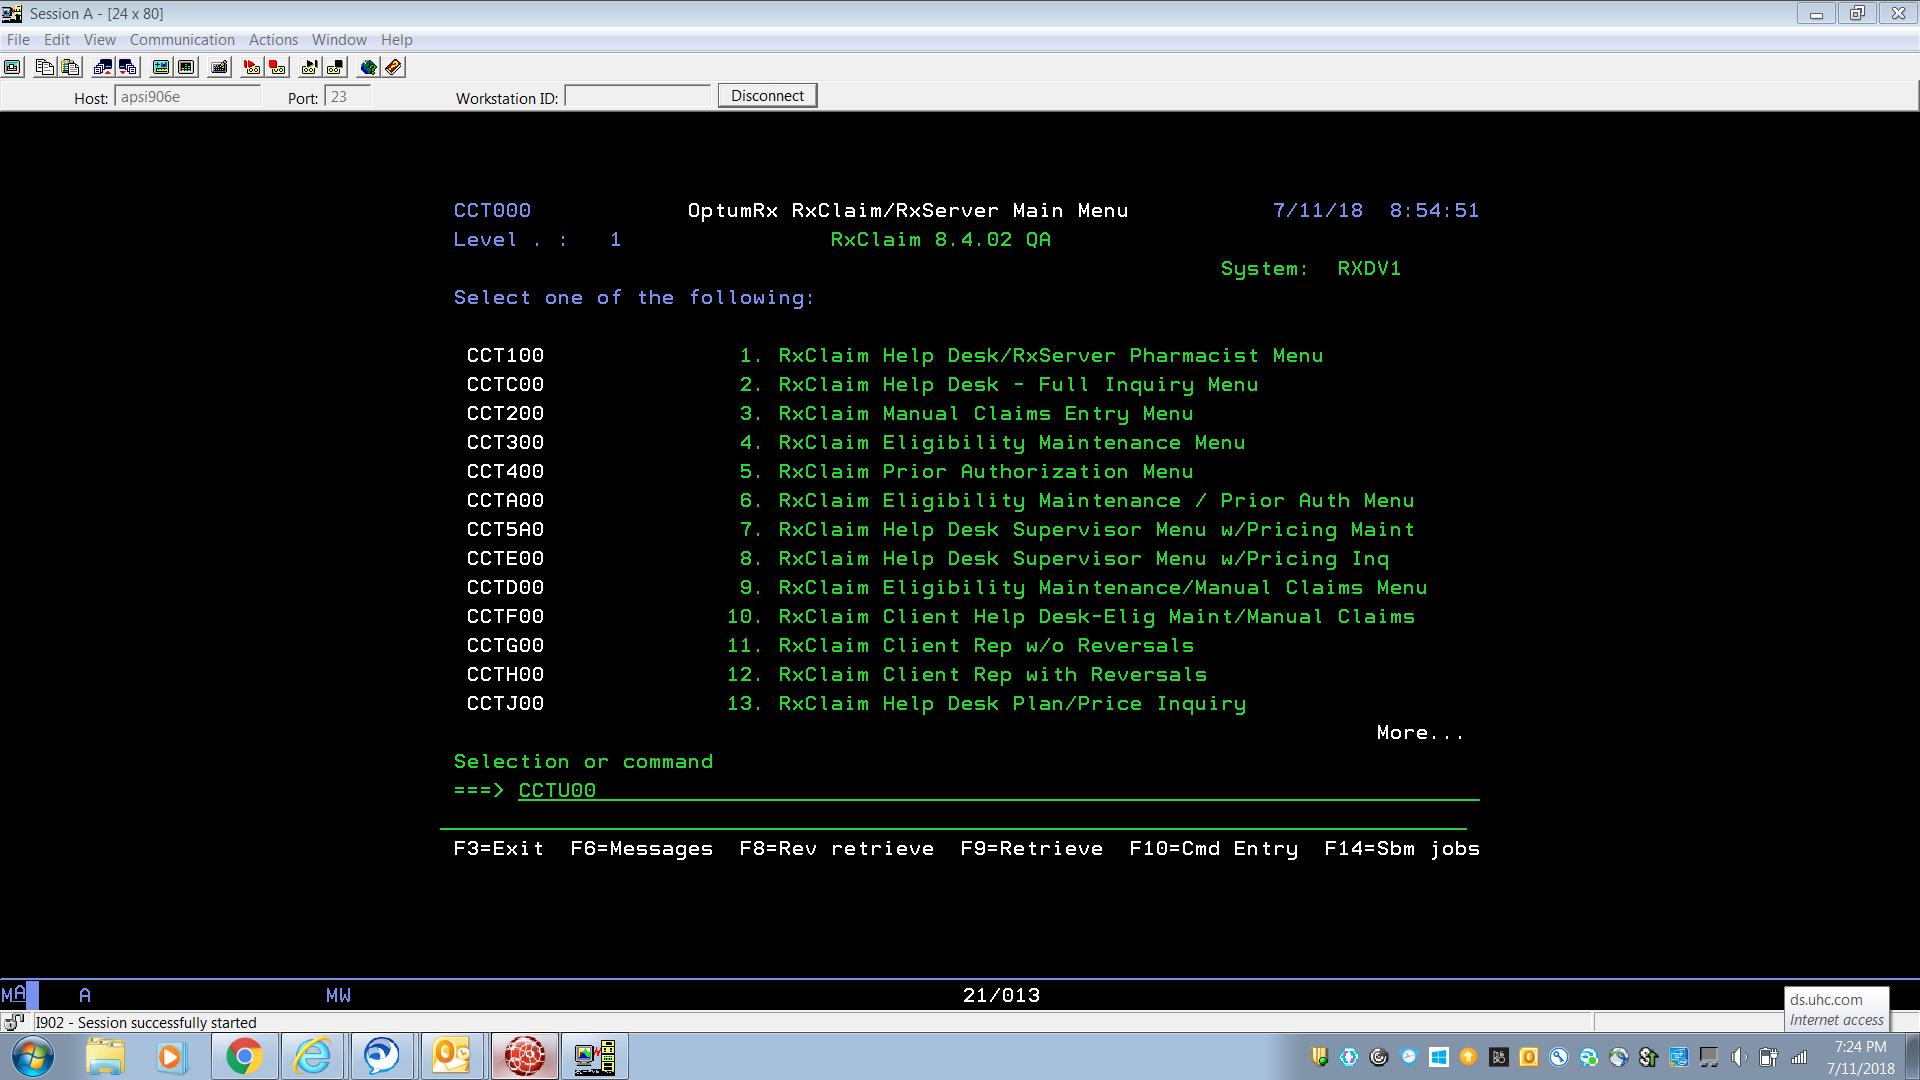 Session A - [24 x 80]
File Edit View Communication Actions Window Help
Host: apsi906e Port: 23 Workstation ID: Disconnect
CCT000 OptumRx RxClaim/RxServer Main Menu 7/11/18 8:54:51
Level . : 1 RxClaim 8.4.02 QA
System: RXDV1
Select one of the following:
CCT100 1. RxClaim Help Desk/RxServer Pharmacist Menu
CCTC00 2. RxClaim Help Desk - Full Inquiry Menu
CCT200 3. RxClaim Manual Claims Entry Menu
CCT300 4. RxClaim Eligibility Maintenance Menu
CCT400 5. RxClaim Prior Authorization Menu
CCTA00 6. RxClaim Eligibility Maintenance / Prior Auth Menu
CCT5A0 7. RxClaim Help Desk Supervisor Menu w/Pricing Maint
CCTE00 8. RxClaim Help Desk Supervisor Menu w/Pricing Inq
CCTD00 9. RxClaim Eligibility Maintenance/Manual Claims Menu
CCTF00 10. RxClaim Client Help Desk-Elig Maint/Manual Claims
CCTG00 11. RxClaim Client Rep w/o Reversals
CCTH00 12. RxClaim Client Rep with Reversals
CCTJ00 13. RxClaim Help Desk Plan/Price Inquiry
More...
Selection or command
===> CCTU00
F3=Exit F6=Messages F8=Rev retrieve F9=Retrieve F10=Cmd Entry F14=Sbm jobs
MA A MW 21/013
ds.uhc.com
Internet access
I902 - Session successfully started
7:24 PM
7/11/2018